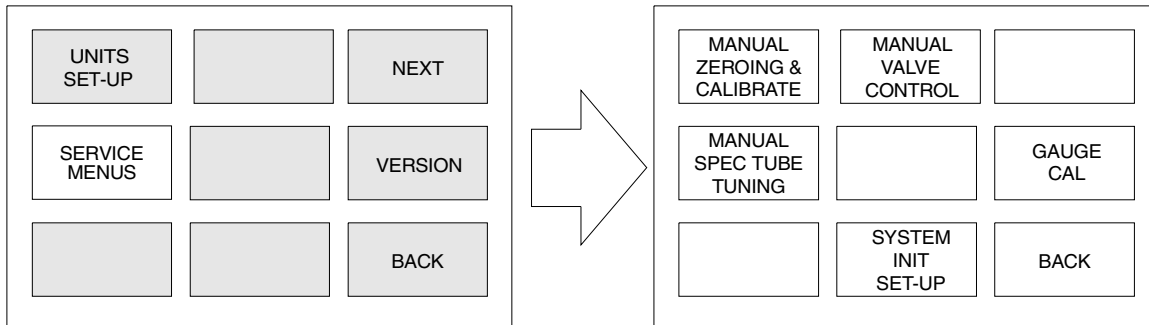 UNITS
SET-UP
NEXT
SERVICE
MENUS
VERSION
BACK
MANUAL
ZEROING &
CALIBRATE
MANUAL
VALVE
CONTROL
MANUAL
SPEC TUBE
TUNING
GAUGE
CAL
SYSTEM
INIT
SET-UP
BACK